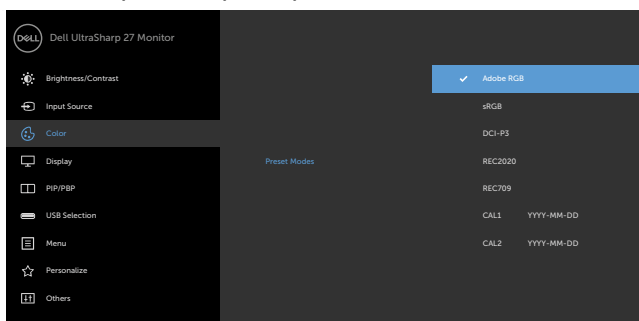 DELL Dell UltraSharp 27 Monitor
Brightness/Contrast
Adobe RGB
Input Source
sRGB
Color
DCI-P3
Display
Preset Modes
REC2020
PIP/PBP
REC709
USB Selection
CAL1 YYYY-MM-DD
Menu
CAL2 YYYY-MM-DD
Personalize
Others